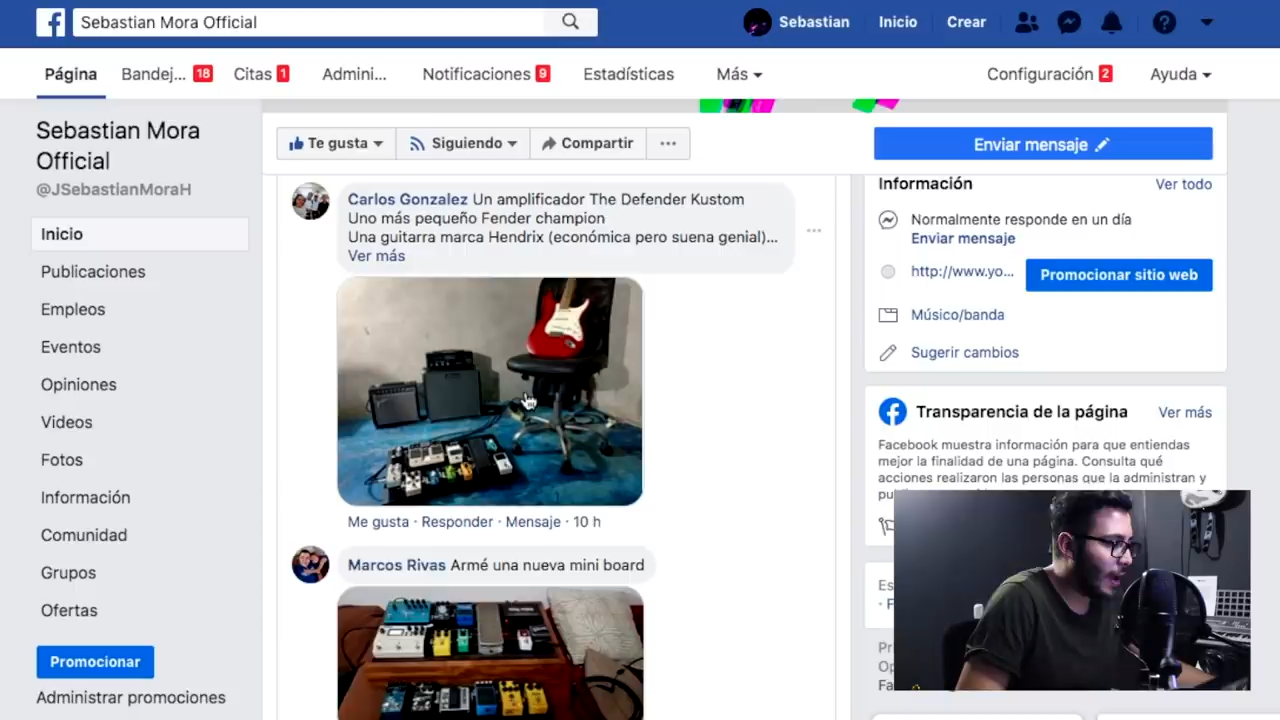 Sebastian Mora Official
Sebastian
Inicio
Crear
Página
Bandej... 18
Citas 1
Admini...
Notificaciones 9
Estadísticas
Más
Configuración 2
Ayuda
Sebastian Mora
Official
@JSebastianMoraH
Inicio
Publicaciones
Empleos
Eventos
Opiniones
Videos
Fotos
Información
Comunidad
Grupos
Ofertas
Promocionar
Administrar promociones
Te gusta
Siguiendo
Compartir
Enviar mensaje
Carlos Gonzalez Un amplificador The Defender Kustom
Uno más pequeño Fender champion
Una guitarra marca Hendrix (económica pero suena genial)...
Ver más
Me gusta · Responder · Mensaje · 10 h
Marcos Rivas Armé una nueva mini board
Información
Ver todo
Normalmente responde en un día
Enviar mensaje
http://www.yo...
Promocionar sitio web
Músico/banda
Sugerir cambios
Transparencia de la página
Ver más
Facebook muestra información para que entiendas
mejor la finalidad de una página. Consulta qué
acciones realizaron las personas que la administran y